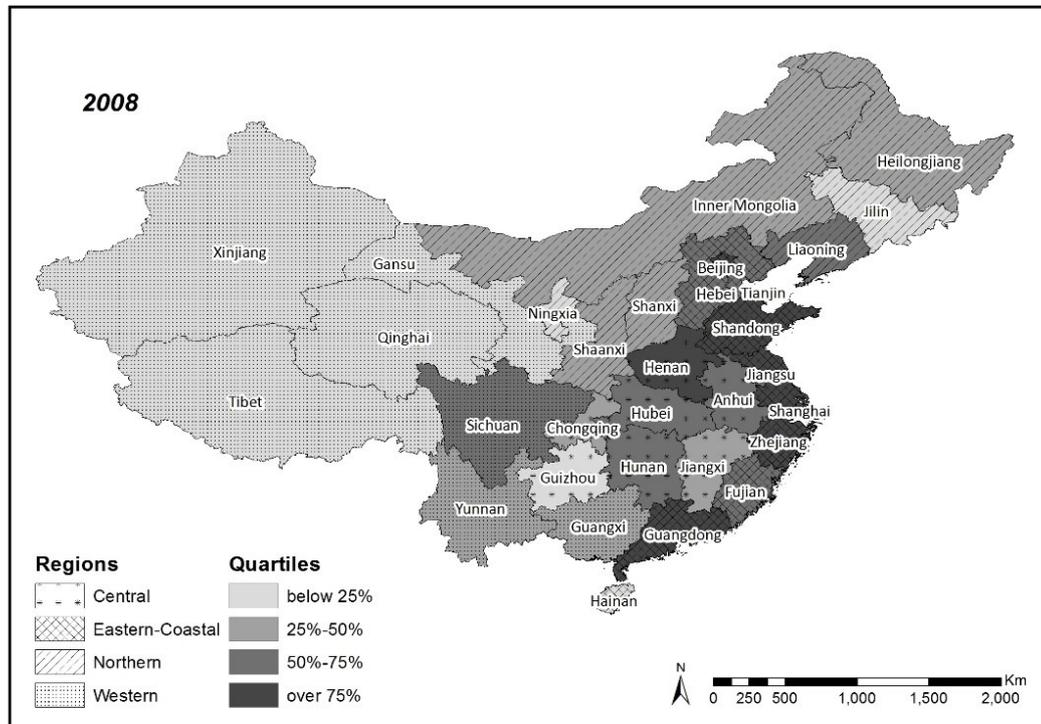 2008
Heilongjiang
Inner Mongolia
Jilin
Xinjiang
Liaoning
Gansu
Beijing
Hebei
Tianjin
Ningxia
Shanxi
Shandong
Qinghai
Shaanxi
Henan
Jiangsu
Tibet
Anhui
Shanghai
Sichuan
Hubei
Chongqing
Zhejiang
Guizhou
Hunan
Jiangxi
Fujian
Yunnan
Guangxi
Guangdong
Hainan
Regions
Central
Eastern-Coastal
Northern
Western
Quartiles
below 25%
25%-50%
50%-75%
over 75%
N
Km
0 250 500 1,000 1,500 2,000